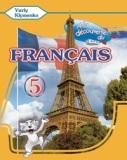 Yuriy
Klymenko
découverte du
FRANÇAIS
5